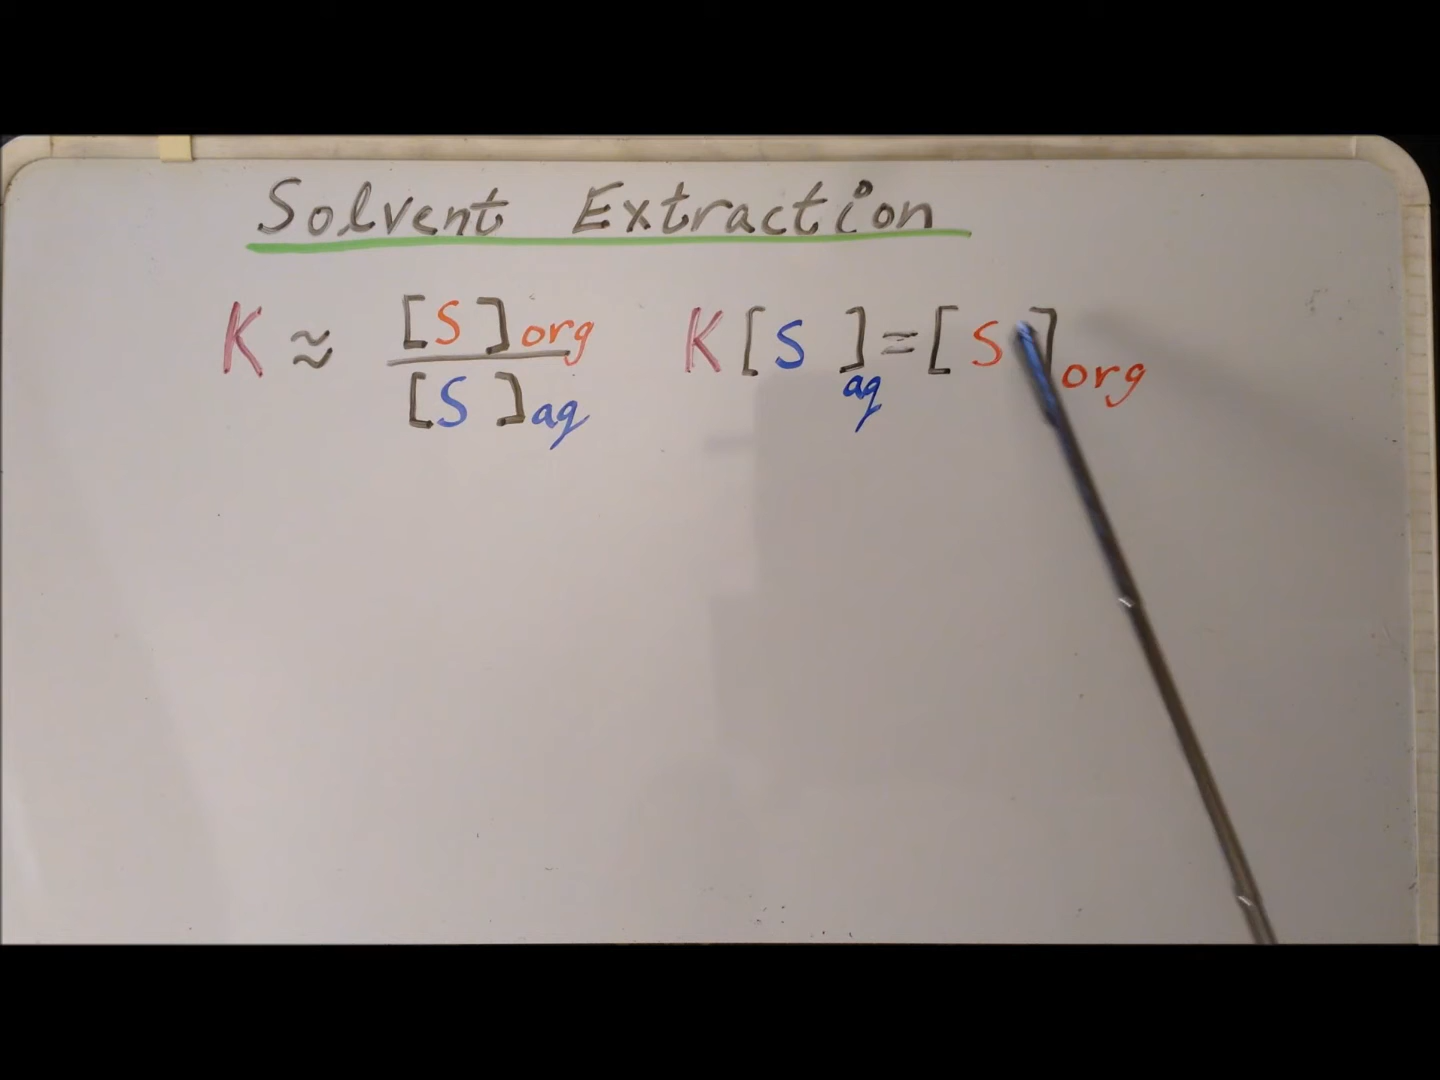 Solvent Extraction
K ≈ [S]org / [S]aq    K[S]aq = [S]org